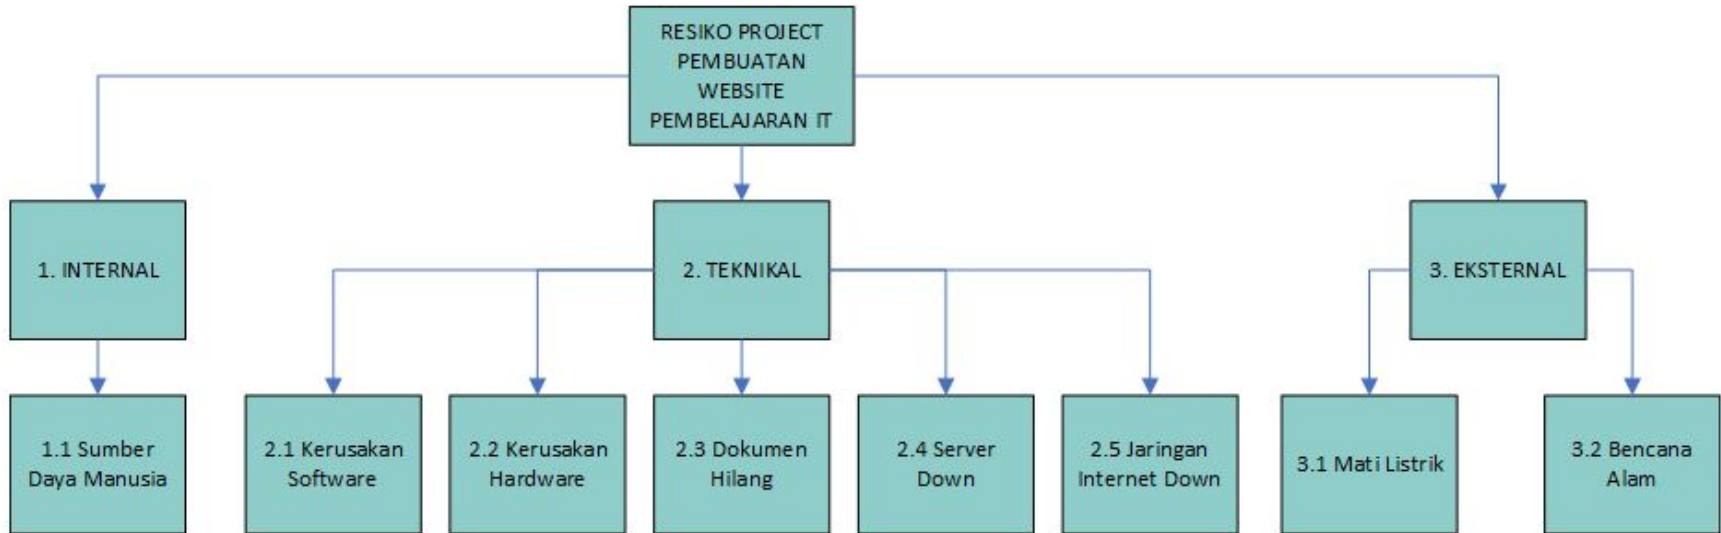 RESIKO PROJECT
PEMBUATAN
WEBSITE
PEMBELAJARAN IT
1. INTERNAL
2. TEKNIKAL
3. EKSTERNAL
1.1 Sumber
Daya Manusia
2.1 Kerusakan
Software
2.2 Kerusakan
Hardware
2.3 Dokumen
Hilang
2.4 Server
Down
2.5 Jaringan
Internet Down
3.1 Mati Listrik
3.2 Bencana
Alam